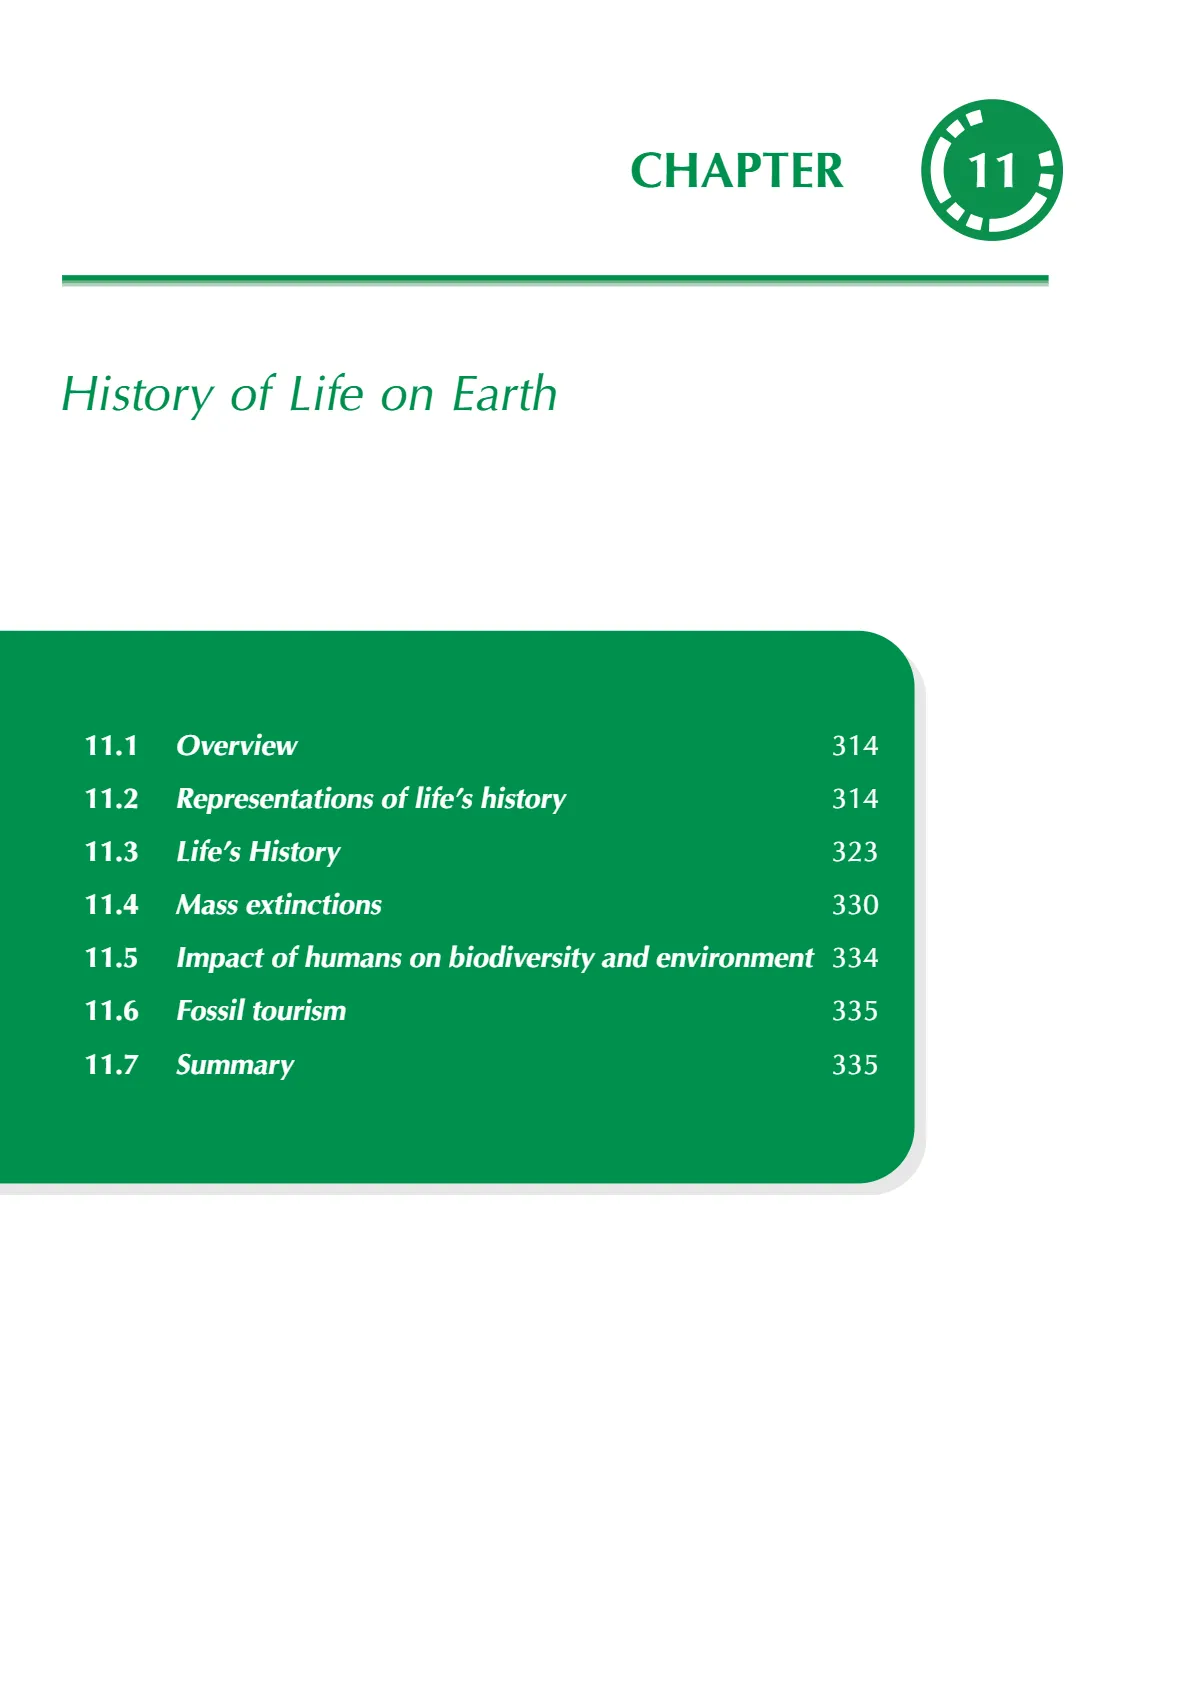 CHAPTER 11
History of Life on Earth
11.1 Overview 314
11.2 Representations of life’s history 314
11.3 Life’s History 323
11.4 Mass extinctions 330
11.5 Impact of humans on biodiversity and environment 334
11.6 Fossil tourism 335
11.7 Summary 335